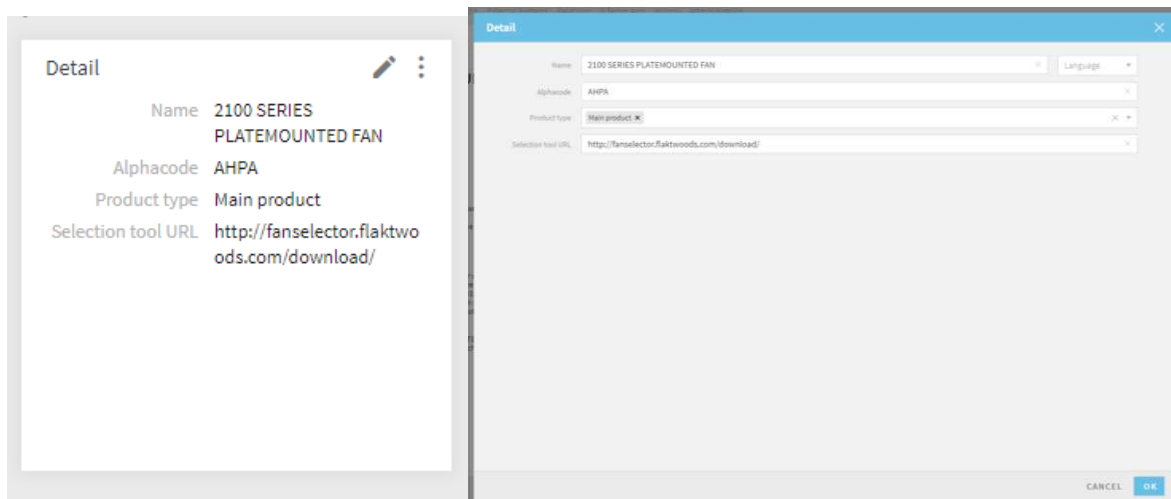 Detail
Name 2100 SERIES
PLATEMOUNTED FAN
Alphacode AHPA
Product type Main product
Selection tool URL http://fanselector.flaktwo
ods.com/download/
Detail
Name 2100 SERIES PLATEMOUNTED FAN Language
Alphacode AHPA
Product type Main product
Selection tool URL http://fanselector.flaktwoods.com/download/
CANCEL OK